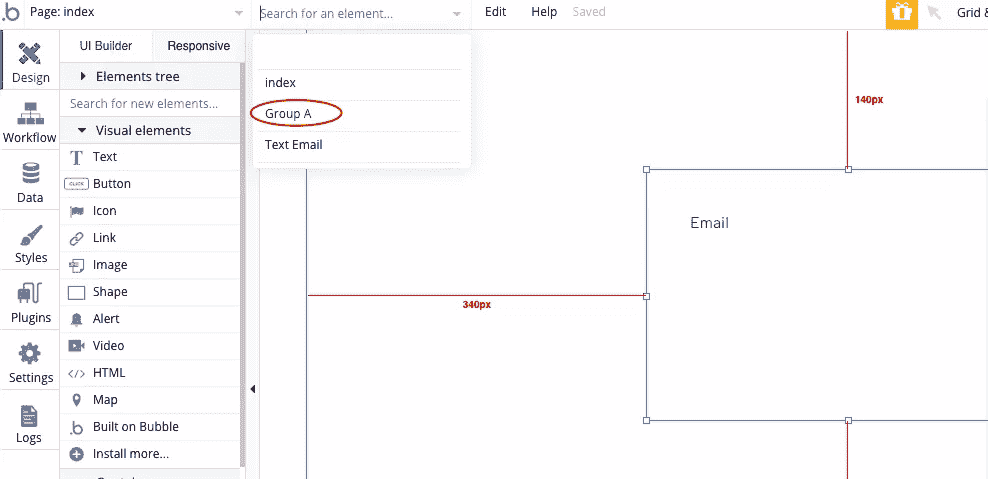 b Page: index Search for an element... Edit Help Saved Grid &
UI Builder Responsive
Design
Elements tree
index
Search for new elements...
140px
Group A
Workflow
Visual elements
Text Email
Text
CLICK Button
Data
Icon
Email
Link
Styles
Image
Shape
340px
Plugins
Alert
Video
Settings
</> HTML
Map
Logs
b Built on Bubble
Install more...